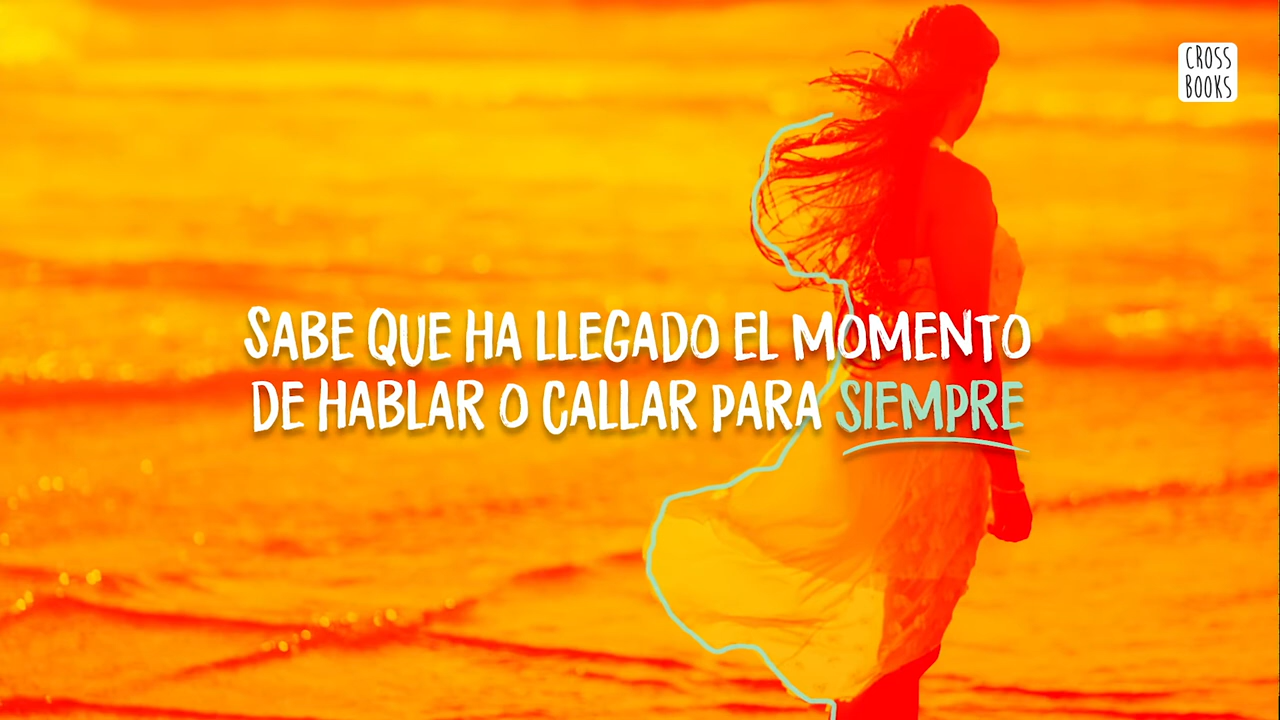 CROSS
BOOKS
SABE QUE HA LLEGADO EL MOMENTO
DE HABLAR O CALLAR PARA SIEMPRE